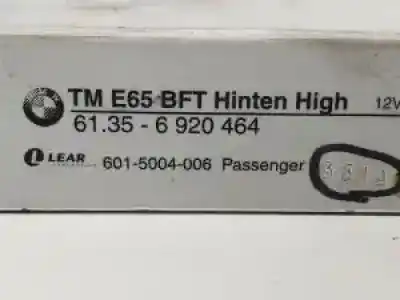 TM E65 BFT Hinten High 12V
61.35 - 6 920 464
LEAR 601-5004-006 Passenger